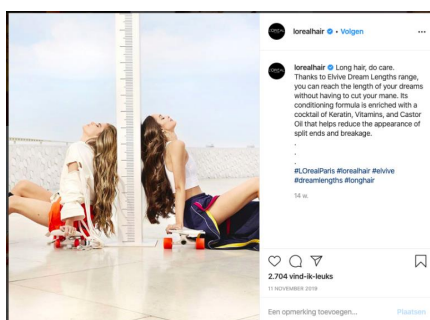 lorealhair • Volgen
lorealhair Long hair, do care.
Thanks to Elvive Dream Lengths range,
you can reach the length of your dreams
without having to cut your mane. Its
conditioning formula is enriched with a
cocktail of Keratin, Vitamins, and Castor
Oil that helps reduce the appearance of
split ends and breakage.
.
.
.
#LOrealParis #lorealhair #elvive
#dreamlengths #longhair
14 w.
2.704 vind-ik-leuks
11 NOVEMBER 2019
Een opmerking toevoegen... Plaatsen